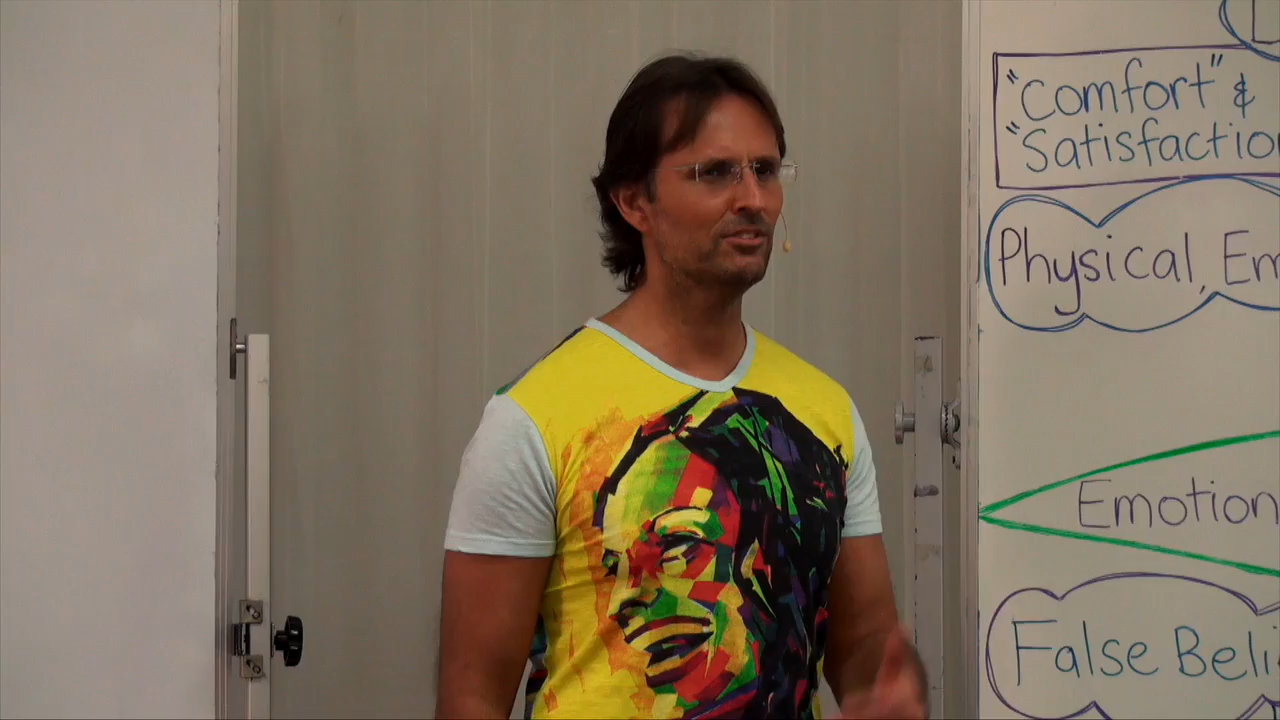 "Comfort" &
"Satisfactio
Physical, Em
Emotion
False Beli